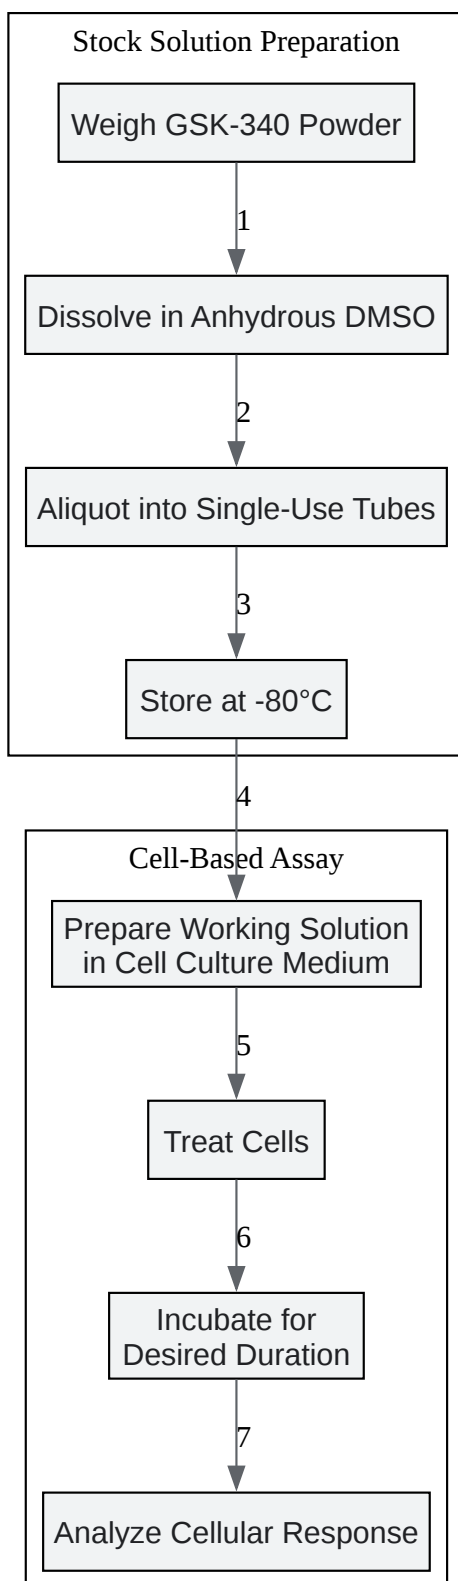 Stock Solution Preparation
Weigh GSK-340 Powder
1
Dissolve in Anhydrous DMSO
2
Aliquot into Single-Use Tubes
3
Store at -80°C
4
Cell-Based Assay
Prepare Working Solution
in Cell Culture Medium
5
Treat Cells
6
Incubate for
Desired Duration
7
Analyze Cellular Response